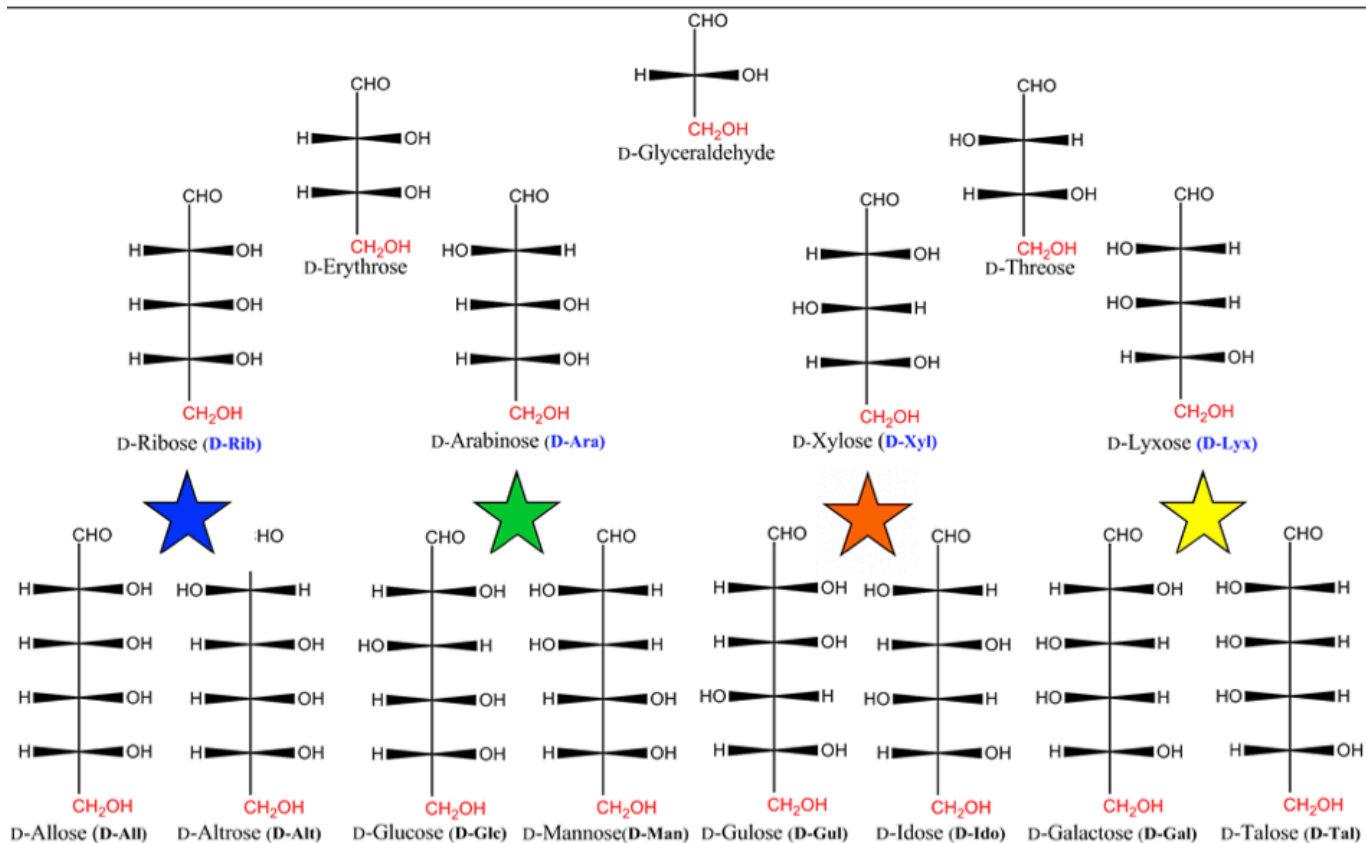 CHO
H OH
CH₂OH
D-Glyceraldehyde
CHO
H OH
H OH
CH₂OH
D-Erythrose
CHO
HO H
H OH
CH₂OH
D-Threose
CHO
H OH
H OH
H OH
CH₂OH
D-Ribose (D-Rib)
CHO
HO H
H OH
H OH
CH₂OH
D-Arabinose (D-Ara)
CHO
H OH
HO H
H OH
CH₂OH
D-Xylose (D-Xyl)
CHO
HO H
HO H
H OH
CH₂OH
D-Lyxose (D-Lyx)
CHO
H OH
H OH
H OH
H OH
CH₂OH
D-Allose (D-All)
HO
HO H
H OH
H OH
H OH
CH₂OH
D-Altrose (D-Alt)
CHO
H OH
HO H
H OH
H OH
CH₂OH
D-Glucose (D-Glc)
CHO
HO H
HO H
H OH
H OH
CH₂OH
D-Mannose(D-Man)
CHO
H OH
H OH
HO H
H OH
CH₂OH
D-Gulose (D-Gul)
CHO
HO H
H OH
HO H
H OH
CH₂OH
D-Idose (D-Ido)
CHO
H OH
HO H
HO H
H OH
CH₂OH
D-Galactose (D-Gal)
CHO
HO H
HO H
HO H
H OH
CH₂OH
D-Talose (D-Tal)